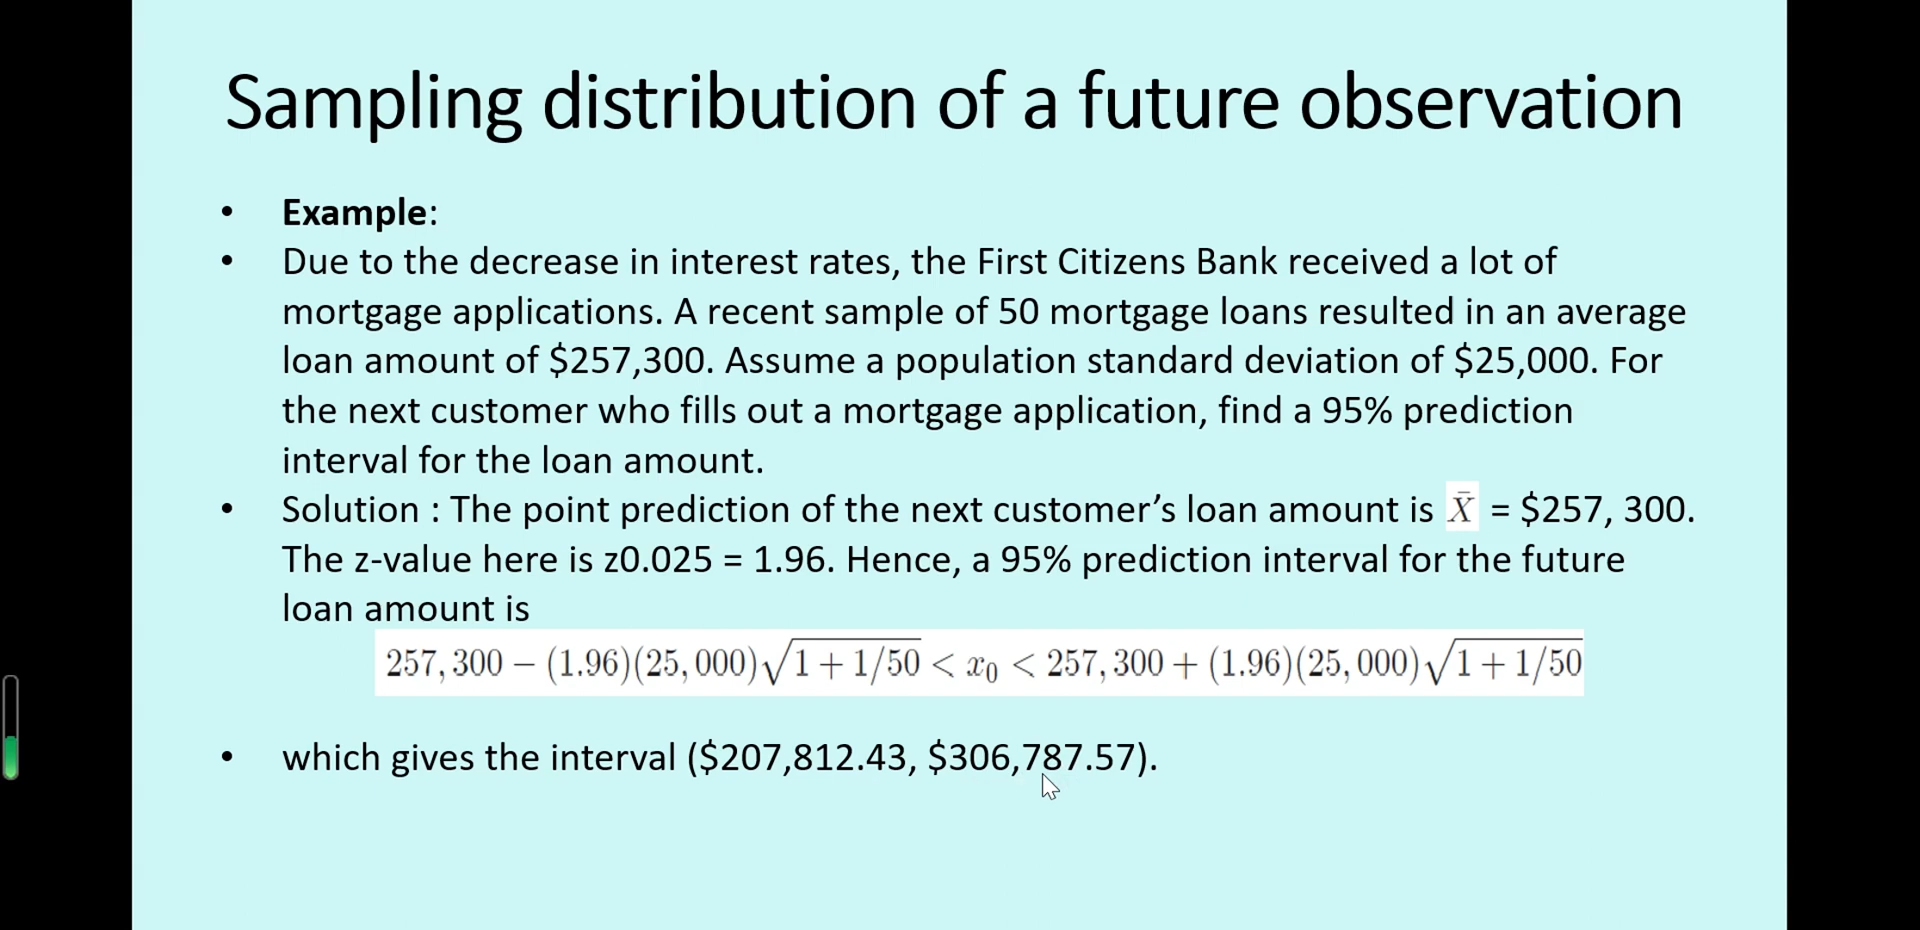 Sampling distribution of a future observation
• Example:
• Due to the decrease in interest rates, the First Citizens Bank received a lot of
mortgage applications. A recent sample of 50 mortgage loans resulted in an average
loan amount of $257,300. Assume a population standard deviation of $25,000. For
the next customer who fills out a mortgage application, find a 95% prediction
interval for the loan amount.
• Solution : The point prediction of the next customer’s loan amount is X̄ = $257, 300.
The z-value here is z0.025 = 1.96. Hence, a 95% prediction interval for the future
loan amount is
257, 300 − (1.96)(25, 000)√1 + 1/50 < x₀ < 257, 300 + (1.96)(25, 000)√1 + 1/50
• which gives the interval ($207,812.43, $306,787.57).